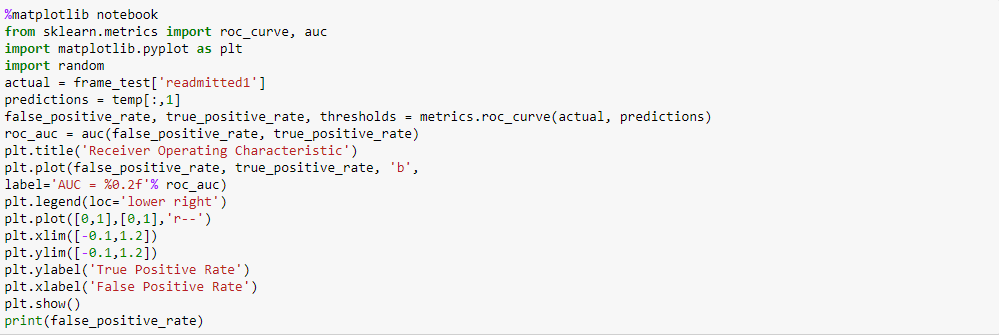 %matplotlib notebook
from sklearn.metrics import roc_curve, auc
import matplotlib.pyplot as plt
import random
actual = frame_test['readmitted1']
predictions = temp[:,1]
false_positive_rate, true_positive_rate, thresholds = metrics.roc_curve(actual, predictions)
roc_auc = auc(false_positive_rate, true_positive_rate)
plt.title('Receiver Operating Characteristic')
plt.plot(false_positive_rate, true_positive_rate, 'b',
label='AUC = %0.2f'% roc_auc)
plt.legend(loc='lower right')
plt.plot([0,1],[0,1],'r--')
plt.xlim([-0.1,1.2])
plt.ylim([-0.1,1.2])
plt.ylabel('True Positive Rate')
plt.xlabel('False Positive Rate')
plt.show()
print(false_positive_rate)